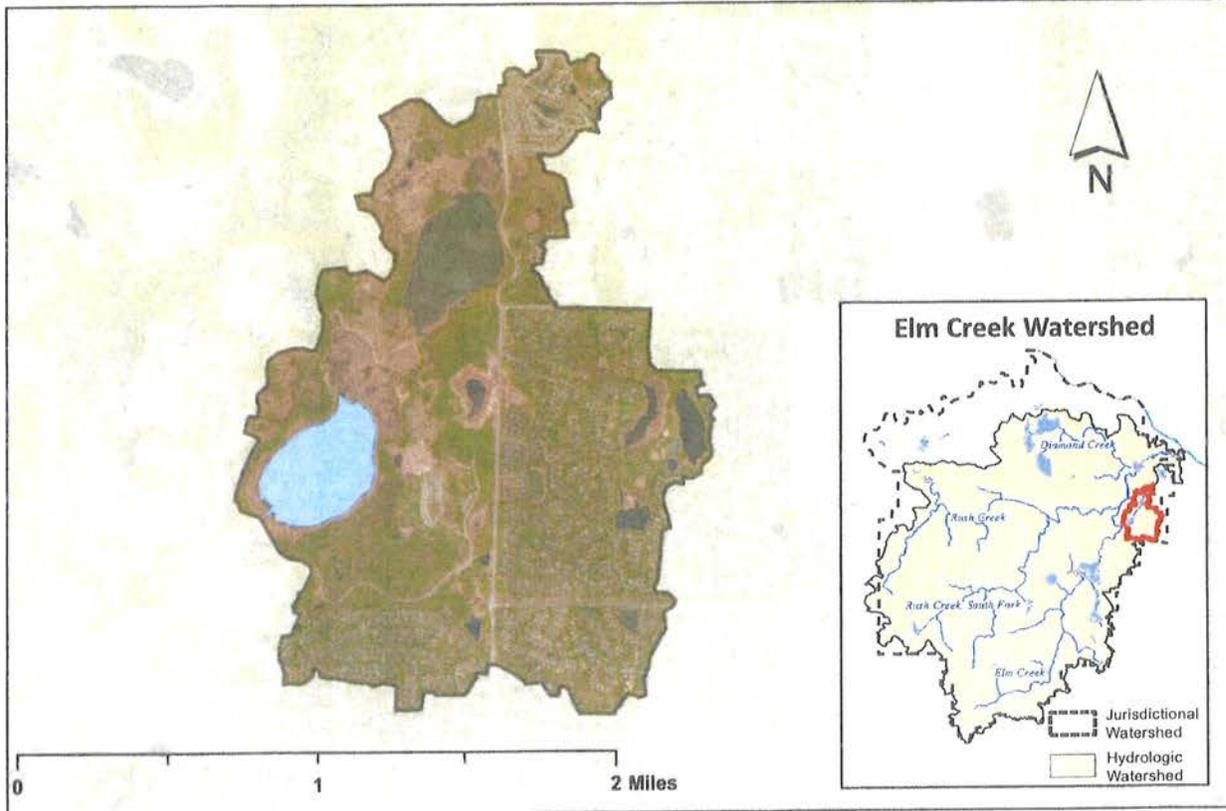 N
Elm Creek Watershed
Diamond Creek
Rush Creek
Rush Creek, South Fork
Elm Creek
Jurisdictional
Watershed
Hydrologic
Watershed
0 1 2 Miles